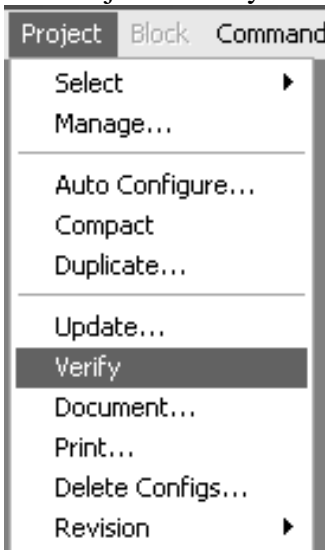 Project Block Command
Select
Manage...
Auto Configure...
Compact
Duplicate...
Update...
Verify
Document...
Print...
Delete Configs...
Revision